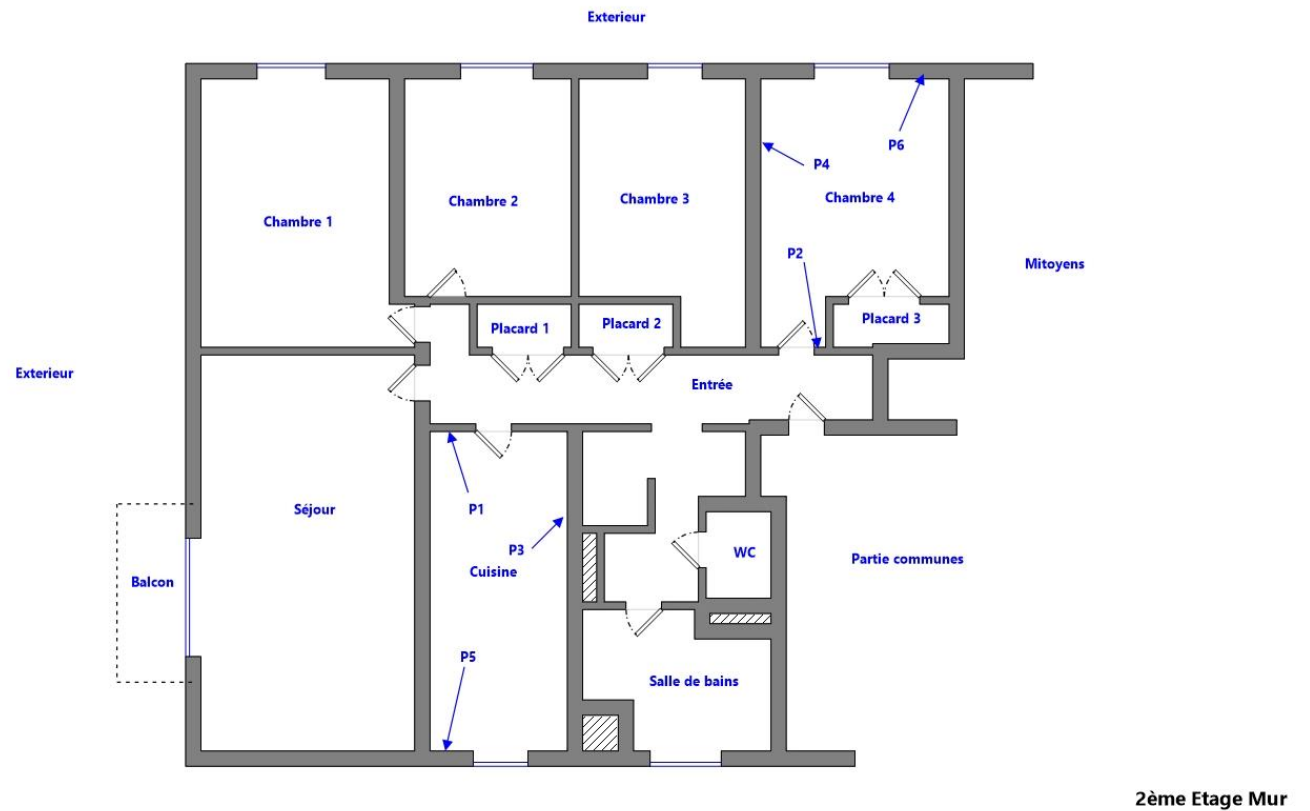 Exterieur
P6
P4
Chambre 4
Chambre 3
Chambre 2
Chambre 1
P2
Mitoyens
Placard 3
Placard 2
Placard 1
Exterieur
Entrée
Séjour
P1
P3
Cuisine
WC
Partie communes
Balcon
P5
Salle de bains
2ème Etage Mur